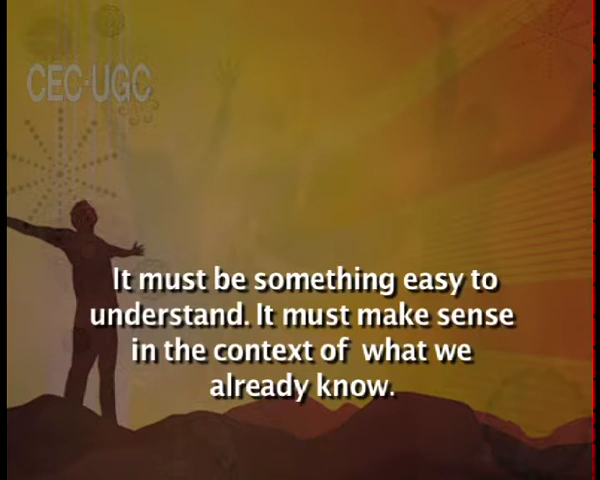 CEC-UGC
It must be something easy to
understand. It must make sense
in the context of what we
already know.